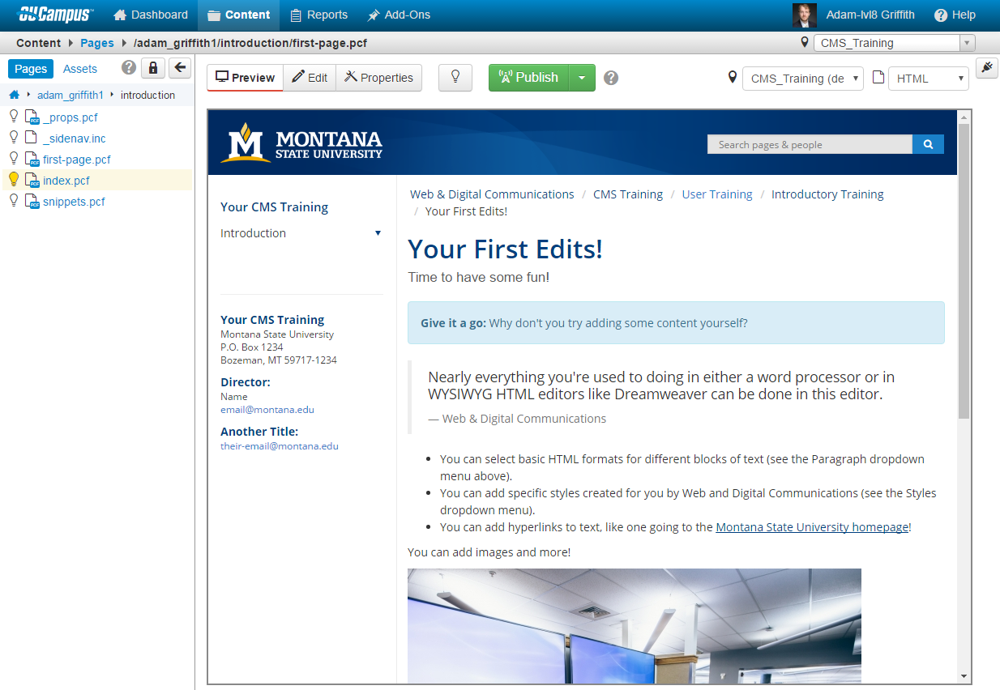 OUCampus™ Dashboard Content Reports Add-Ons Adam-lvl8 Griffith Help
Content Pages /adam_griffith1/introduction/first-page.pcf CMS_Training
Pages Assets
adam_griffith1 introduction
_props.pcf
_sidenav.inc
first-page.pcf
index.pcf
snippets.pcf
Preview Edit Properties Publish CMS_Training (de HTML
MONTANA
STATE UNIVERSITY
Search pages & people
Your CMS Training
Introduction
Your CMS Training
Montana State University
P.O. Box 1234
Bozeman, MT 59717-1234
Director:
Name
email@montana.edu
Another Title:
their-email@montana.edu
Web & Digital Communications / CMS Training / User Training / Introductory Training
/ Your First Edits!
Your First Edits!
Time to have some fun!
Give it a go: Why don't you try adding some content yourself?
Nearly everything you're used to doing in either a word processor or in
WYSIWYG HTML editors like Dreamweaver can be done in this editor.
— Web & Digital Communications
• You can select basic HTML formats for different blocks of text (see the Paragraph dropdown
menu above).
• You can add specific styles created for you by Web and Digital Communications (see the Styles
dropdown menu).
• You can add hyperlinks to text, like one going to the Montana State University homepage!
You can add images and more!